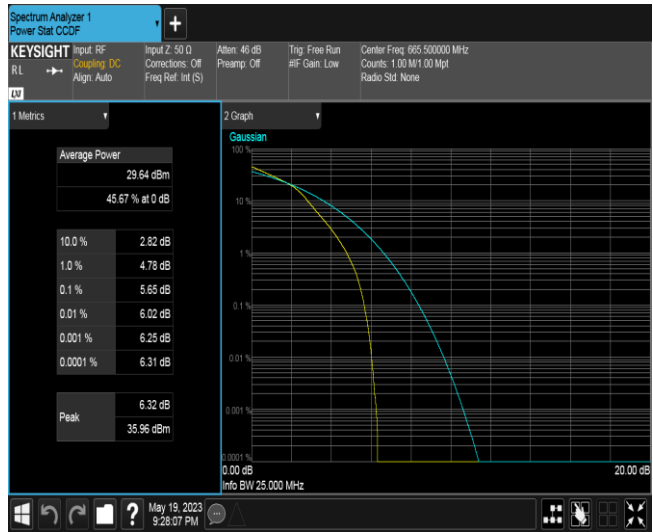 Spectrum Analyzer 1
Power Stat CCDF
+
KEYSIGHT
RL
Input: RF
Coupling: DC
Align: Auto
Input Z: 50 Ω
Corrections: Off
Freq Ref: Int (S)
Atten: 46 dB
Preamp: Off
Trig: Free Run
#IF Gain: Low
Center Freq: 665.500000 MHz
Counts: 1.00 M/1.00 Mpt
Radio Std: None
LXI
1 Metrics
Average Power
29.64 dBm
45.67 % at 0 dB
10.0 % 2.82 dB
1.0 % 4.78 dB
0.1 % 5.65 dB
0.01 % 6.02 dB
0.001 % 6.25 dB
0.0001 % 6.31 dB
Peak
6.32 dB
35.96 dBm
2 Graph
Gaussian
100 %
10 %
1 %
0.1 %
0.01 %
0.001 %
0.0001 %
0.00 dB
20.00 dB
Info BW 25.000 MHz
?
May 19, 2023
9:28:07 PM